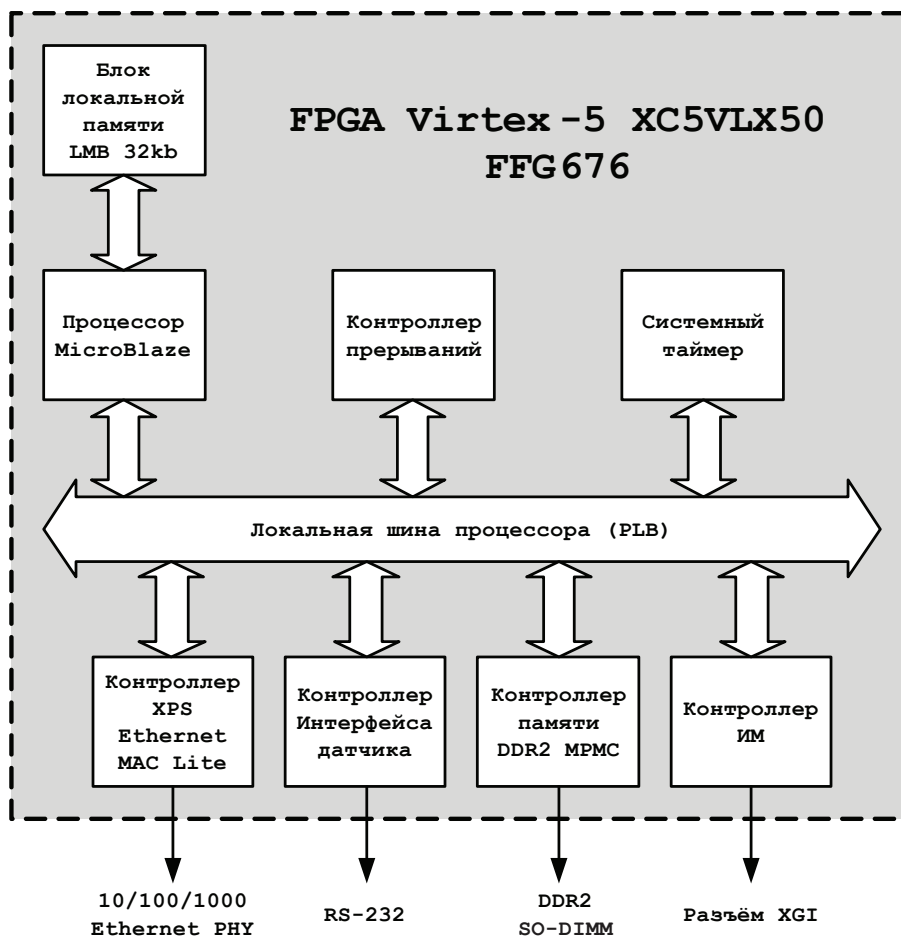 Блок
локальной
памяти
LMB 32kb
FPGA Virtex-5 XC5VLX50
FFG676
Процессор
MicroBlaze
Контроллер
прерываний
Системный
таймер
Локальная шина процессора (PLB)
Контроллер
XPS
Ethernet
MAC Lite
Контроллер
Интерфейса
датчика
Контроллер
памяти
DDR2 MPMC
Контроллер
ИМ
10/100/1000
Ethernet PHY
RS-232
DDR2
SO-DIMM
Разъём XGI